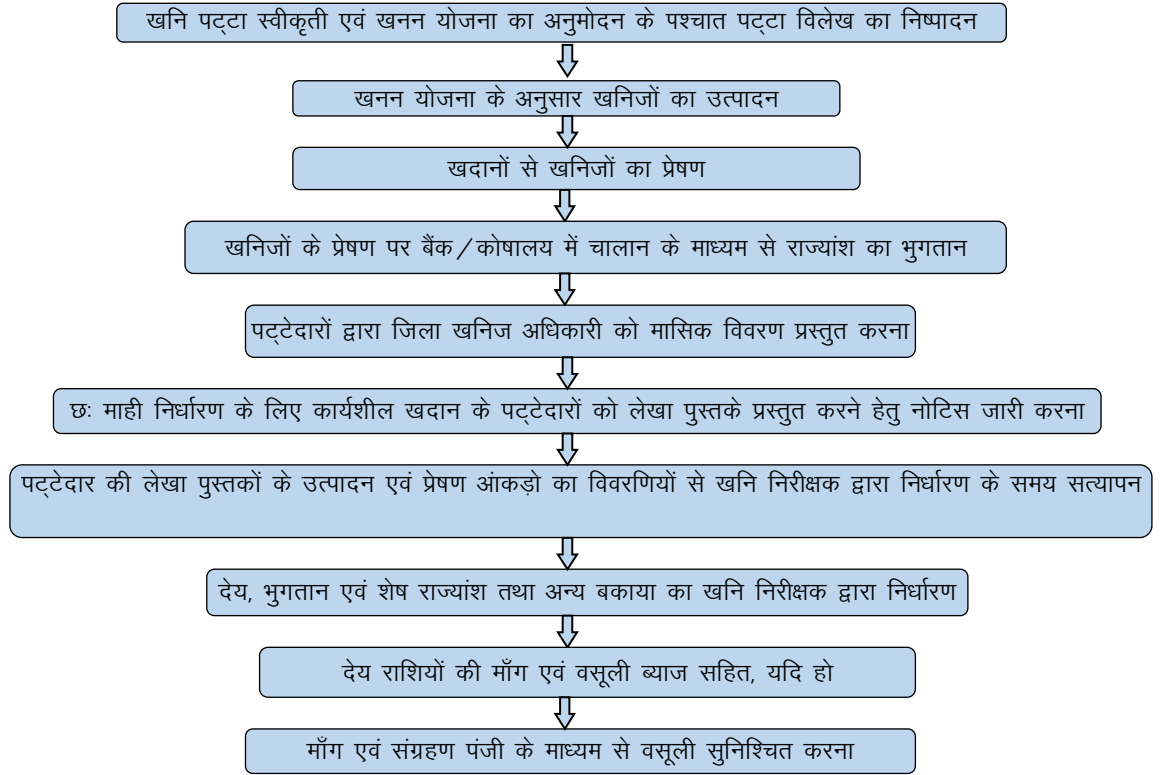 खनि पट्टा स्वीकृती एवं खनन योजना का अनुमोदन के पश्चात पट्टा विलेख का निष्पादन
खनन योजना के अनुसार खनिजों का उत्पादन
खदानों से खनिजों का प्रेषण
खनिजों के प्रेषण पर बैंक/कोषालय में चालान के माध्यम से राज्यांश का भुगतान
पट्टेदारों द्वारा जिला खनिज अधिकारी को मासिक विवरण प्रस्तुत करना
छः माही निर्धारण के लिए कार्यशील खदान के पट्टेदारों को लेखा पुस्तके प्रस्तुत करने हेतु नोटिस जारी करना
पट्टेदार की लेखा पुस्तकों के उत्पादन एवं प्रेषण आंकड़ो का विवरणियों से खनि निरीक्षक द्वारा निर्धारण के समय सत्यापन
देय, भुगतान एवं शेष राज्यांश तथा अन्य बकाया का खनि निरीक्षक द्वारा निर्धारण
देय राशियों की माँग एवं वसूली ब्याज सहित, यदि हो
माँग एवं संग्रहण पंजी के माध्यम से वसूली सुनिश्चित करना